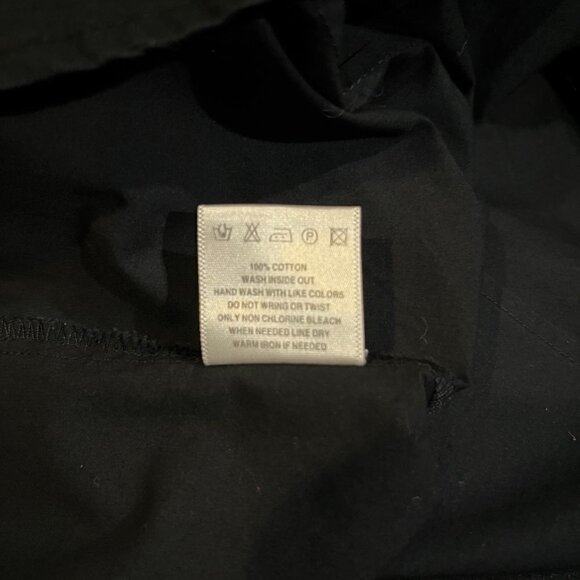 P
100% COTTON
WASH INSIDE OUT
HAND WASH WITH LIKE COLORS
DO NOT WRING OR TWIST
ONLY NON CHLORINE BLEACH
WHEN NEEDED LINE DRY
WARM IRON IF NEEDED